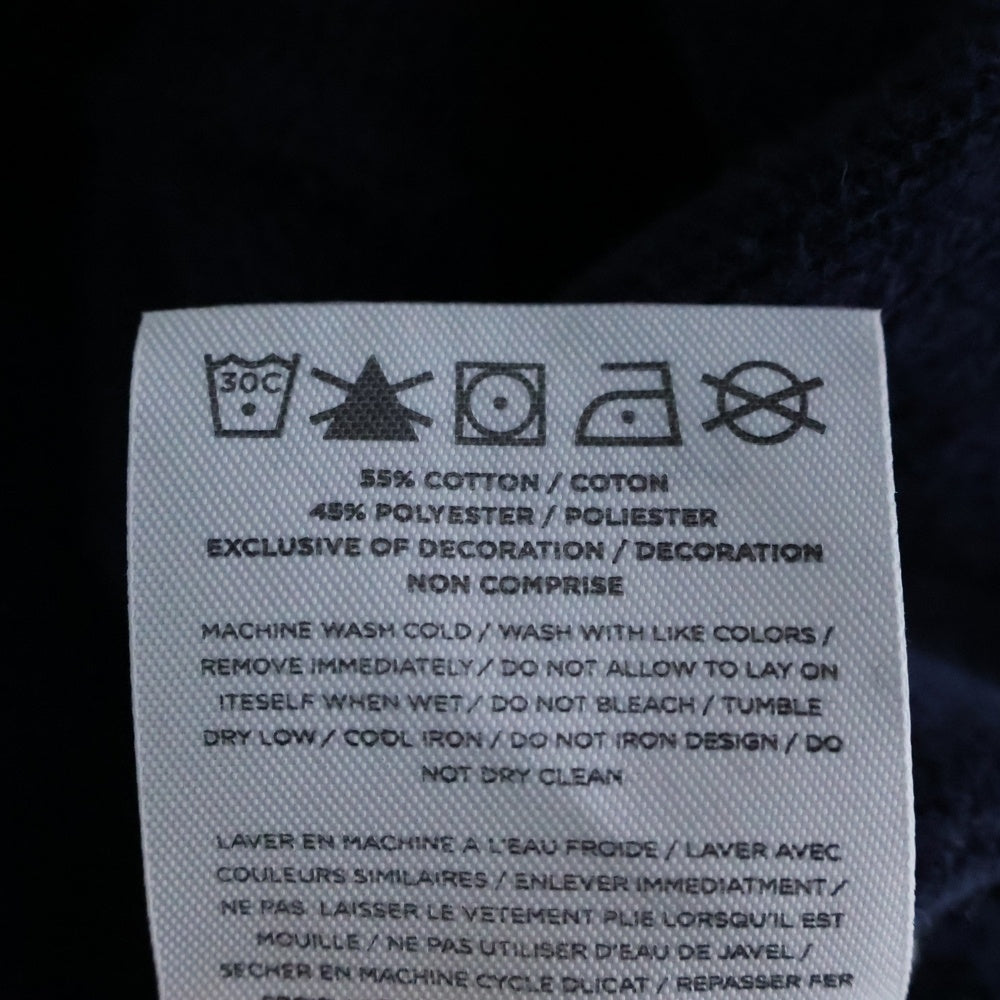 30C
55% COTTON / COTON
45% POLYESTER / POLIESTER
EXCLUSIVE OF DECORATION / DECORATION
NON COMPRISE
MACHINE WASH COLD / WASH WITH LIKE COLORS /
REMOVE IMMEDIATELY / DO NOT ALLOW TO LAY ON
ITESELF WHEN WET / DO NOT BLEACH / TUMBLE
DRY LOW / COOL IRON / DO NOT IRON DESIGN / DO
NOT DRY CLEAN
LAVER EN MACHINE A L'EAU FROIDE / LAVER AVEC
COULEURS SIMILAIRES / ENLEVER IMMEDIATMENT /
NE PAS LAISSER LE VETEMENT PLIE LORSQU'IL EST
MOUILLE / NE PAS UTILISER D'EAU DE JAVEL /
SECHER EN MACHINE CYCLE DLICAT / REPASSER FER